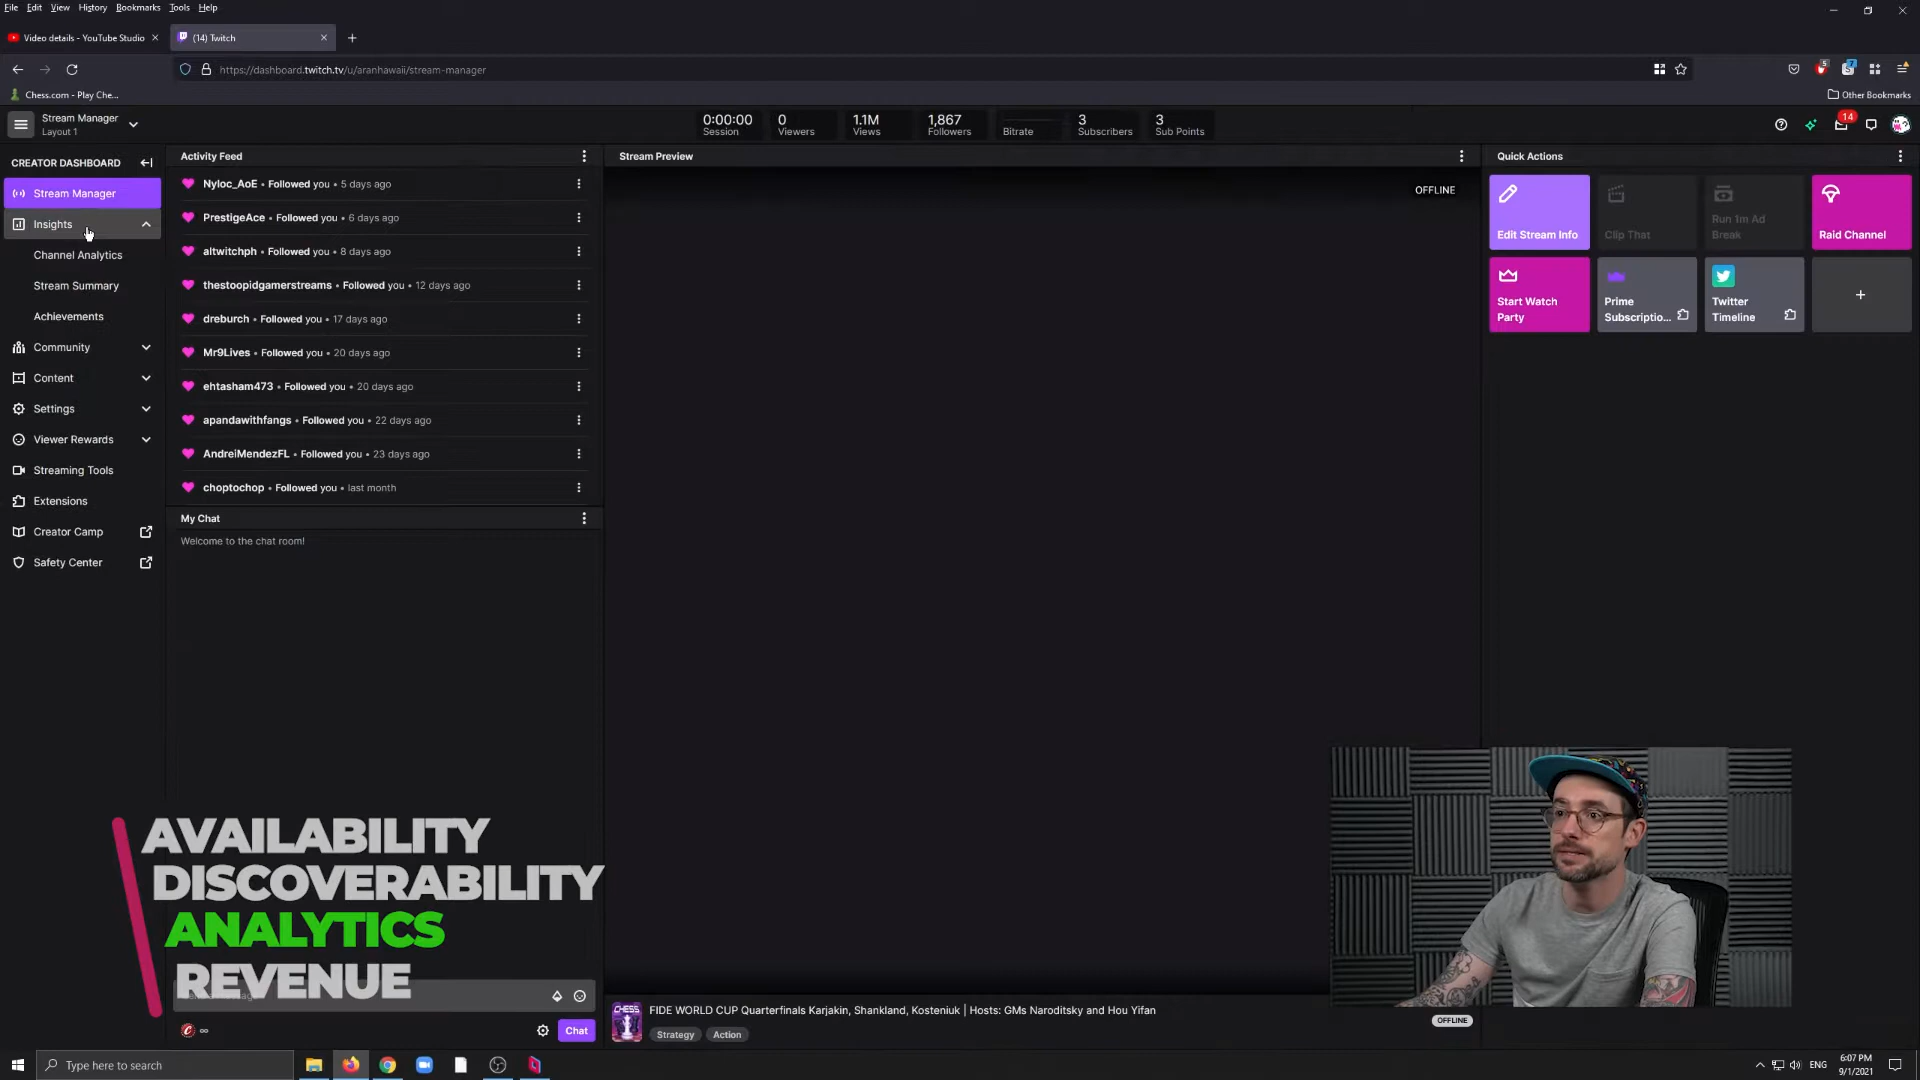 File Edit View History Bookmarks Tools Help
Video details - YouTube Studio
(14) Twitch
https://dashboard.twitch.tv/u/aranhawaii/stream-manager
5
7
Chess.com - Play Che...
Other Bookmarks
Stream Manager
Layout 1
0:00:00
Session
0
Viewers
1.1M
Views
1,867
Followers
Bitrate
3
Subscribers
3
Sub Points
14
CREATOR DASHBOARD
Stream Manager
Insights
Channel Analytics
Stream Summary
Achievements
Community
Content
Settings
Viewer Rewards
Streaming Tools
Extensions
Creator Camp
Safety Center
Activity Feed
Nyloc_AoE • Followed you • 5 days ago
PrestigeAce • Followed you • 6 days ago
altwitchph • Followed you • 8 days ago
thestoopidgamerstreams • Followed you • 12 days ago
dreburch • Followed you • 17 days ago
Mr9Lives • Followed you • 20 days ago
ehtasham473 • Followed you • 20 days ago
apandawithfangs • Followed you • 22 days ago
AndreiMendezFL • Followed you • 23 days ago
choptochop • Followed you • last month
My Chat
Welcome to the chat room!
Chat
Stream Preview
OFFLINE
CHESS
FIDE WORLD CUP Quarterfinals Karjakin, Shankland, Kosteniuk | Hosts: GMs Naroditsky and Hou Yifan
Strategy
Action
OFFLINE
Quick Actions
Edit Stream Info
Clip That
Run 1m Ad
Break
Raid Channel
Start Watch
Party
Prime
Subscriptio...
Twitter
Timeline
AVAILABILITY
DISCOVERABILITY
ANALYTICS
REVENUE
Type here to search
ENG
6:07 PM
9/1/2021